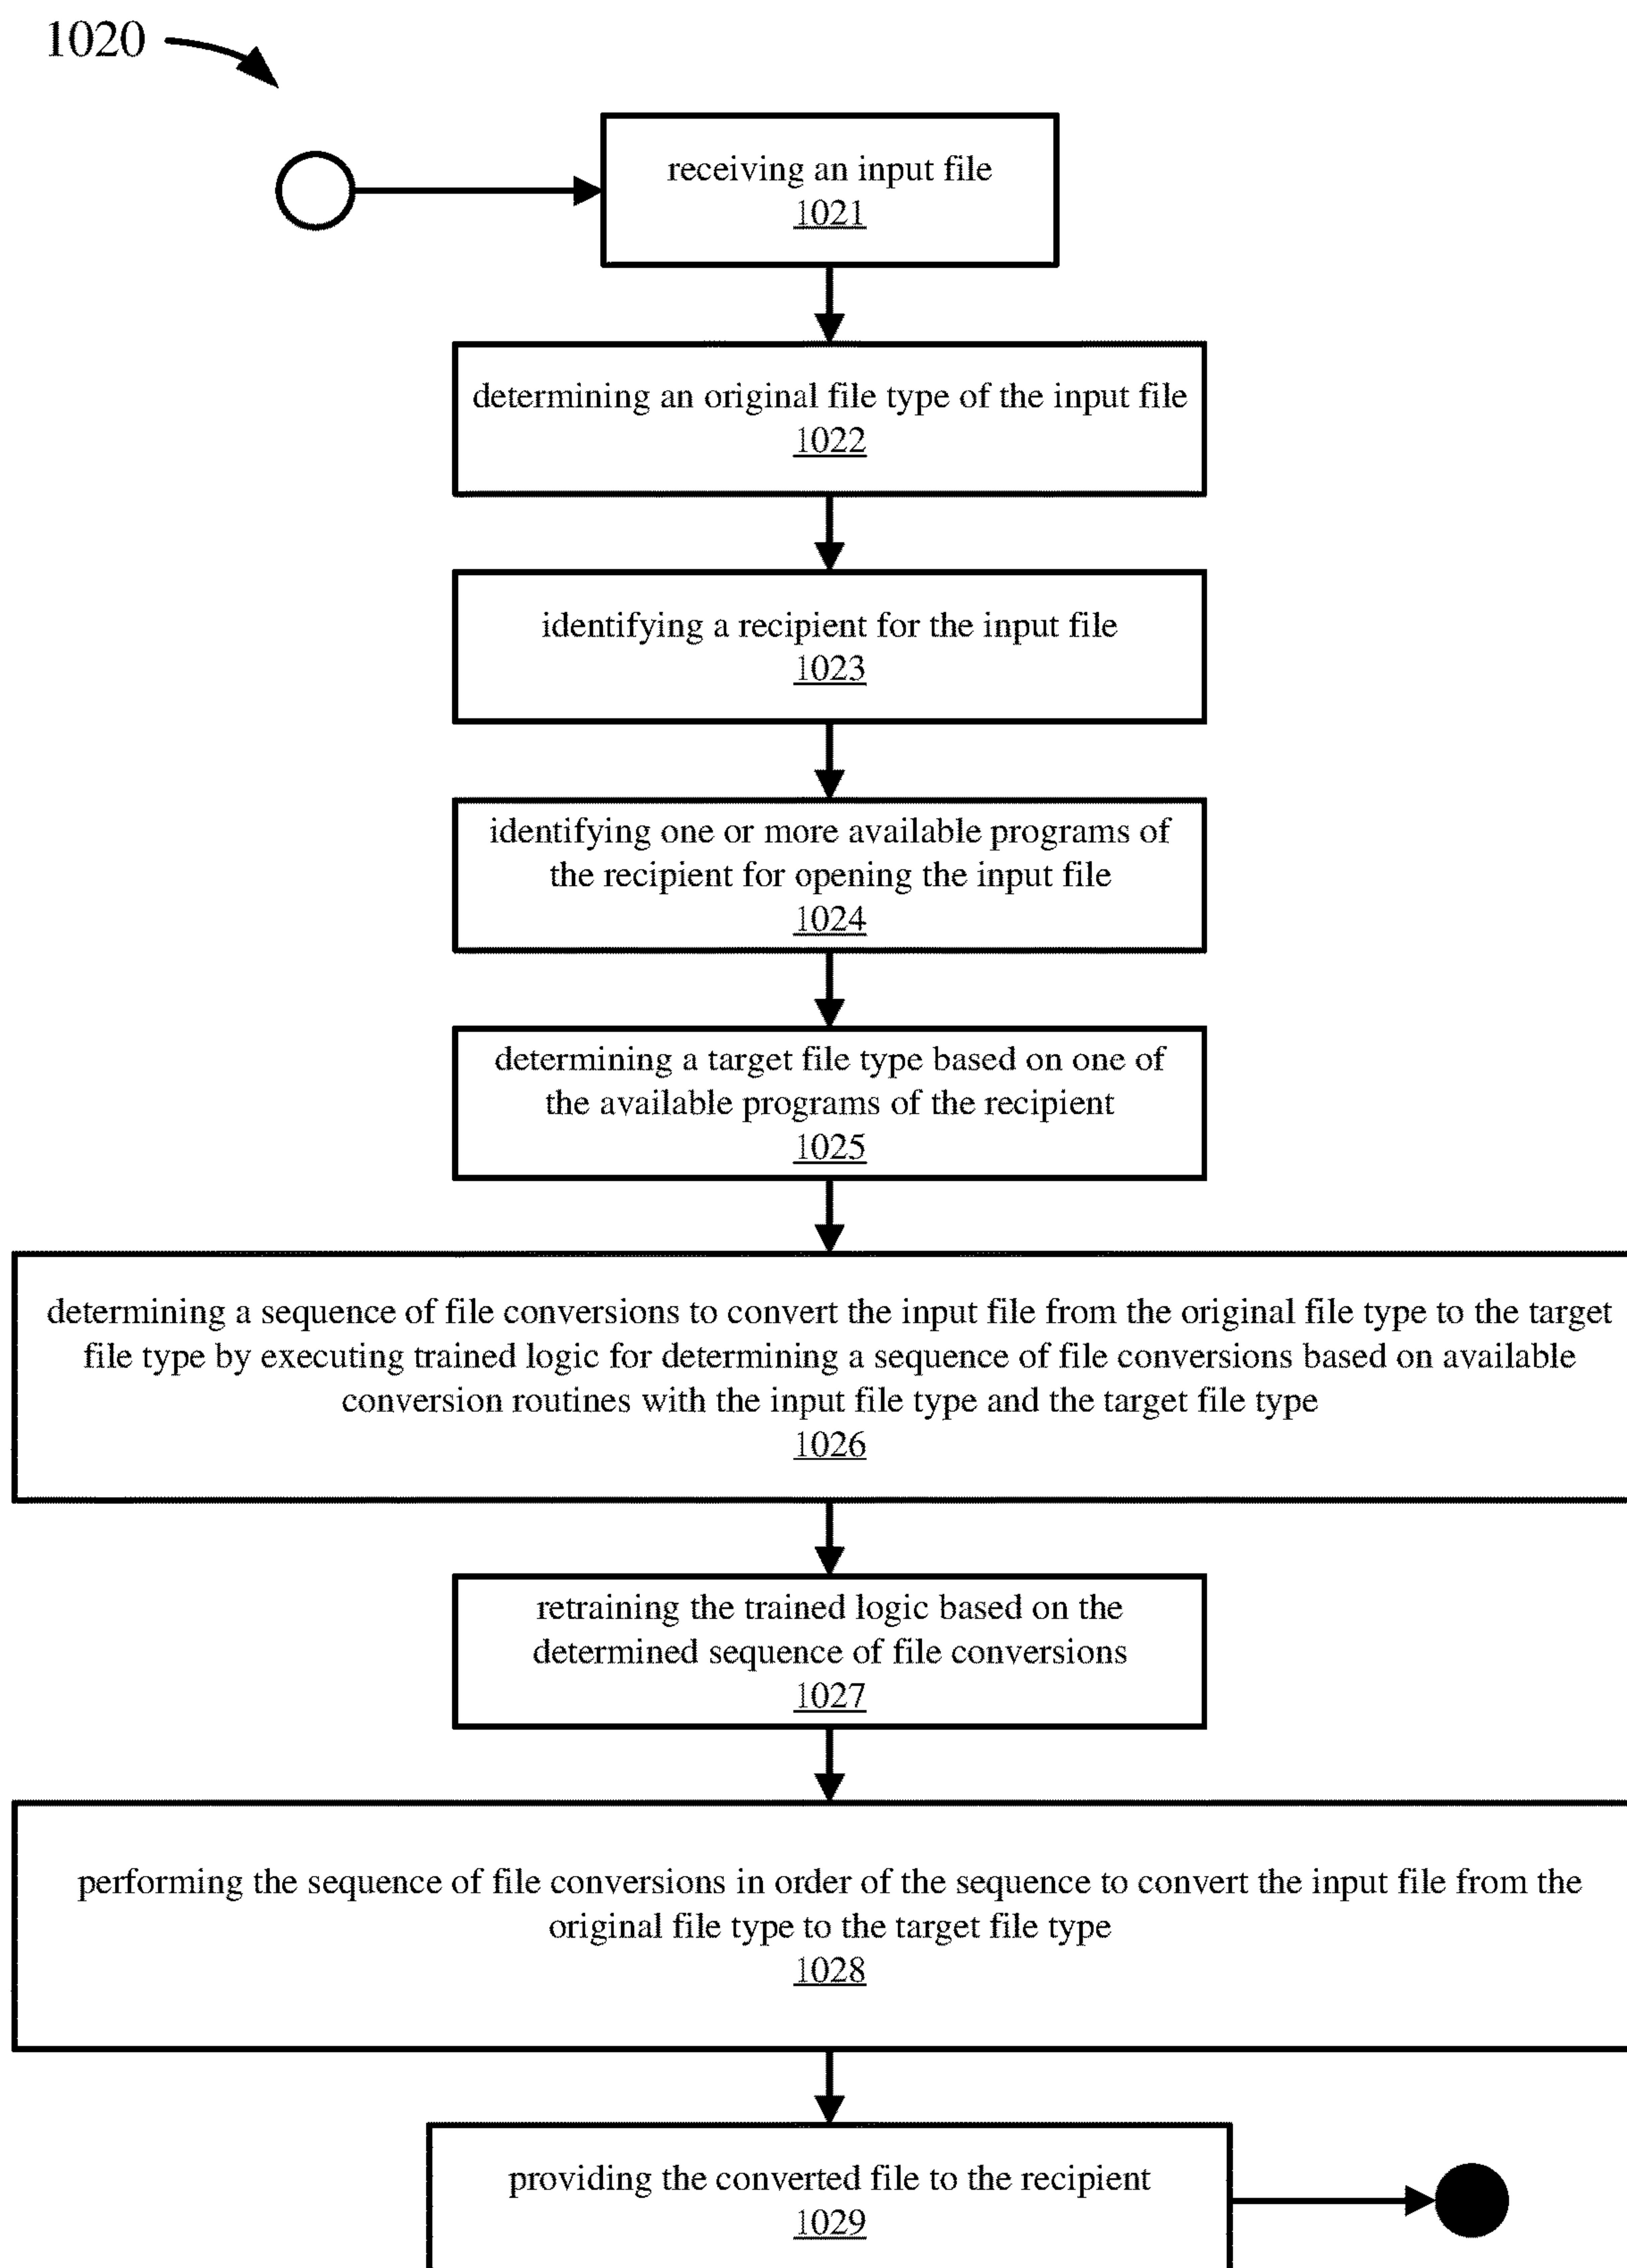 1020
receiving an input file
1021
determining an original file type of the input file
1022
identifying a recipient for the input file
1023
identifying one or more available programs of
the recipient for opening the input file
1024
determining a target file type based on one of
the available programs of the recipient
1025
determining a sequence of file conversions to convert the input file from the original file type to the target
file type by executing trained logic for determining a sequence of file conversions based on available
conversion routines with the input file type and the target file type
1026
retraining the trained logic based on the
determined sequence of file conversions
1027
performing the sequence of file conversions in order of the sequence to convert the input file from the
original file type to the target file type
1028
providing the converted file to the recipient
1029